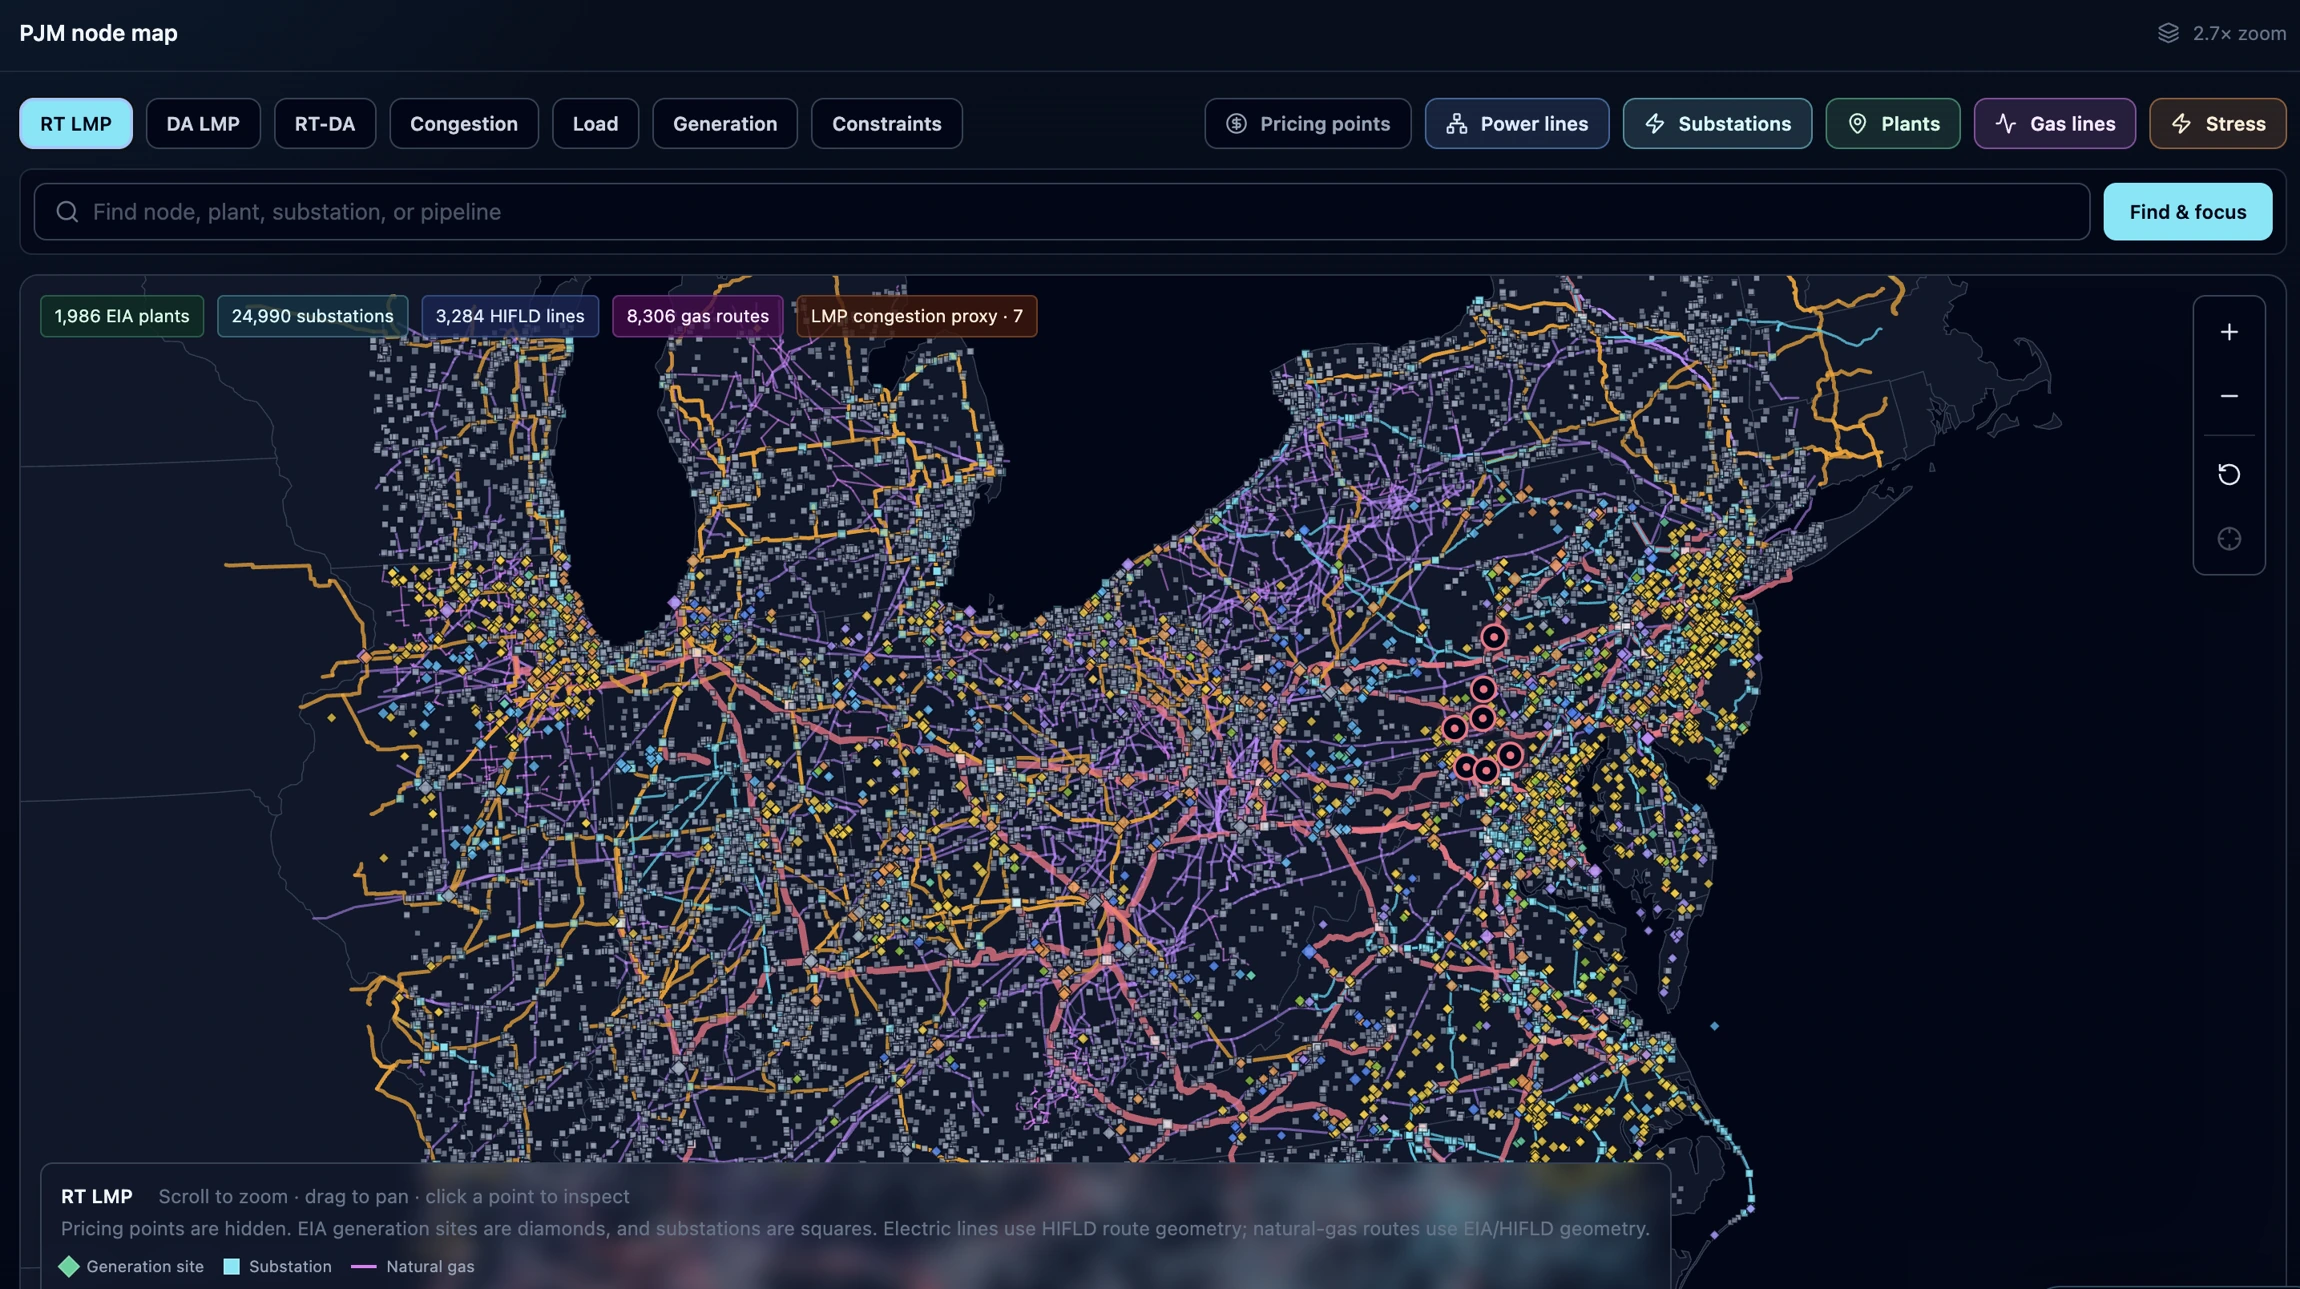 PJM node map
2.7× zoom
RT LMP
DA LMP
RT-DA
Congestion
Load
Generation
Constraints
Pricing points
Power lines
Substations
Plants
Gas lines
Stress
Find node, plant, substation, or pipeline
Find & focus
1,986 EIA plants
24,990 substations
3,284 HIFLD lines
8,306 gas routes
LMP congestion proxy · 7
RT LMP Scroll to zoom · drag to pan · click a point to inspect
Pricing points are hidden. EIA generation sites are diamonds, and substations are squares. Electric lines use HIFLD route geometry; natural-gas routes use EIA/HIFLD geometry.
Generation site
Substation
Natural gas